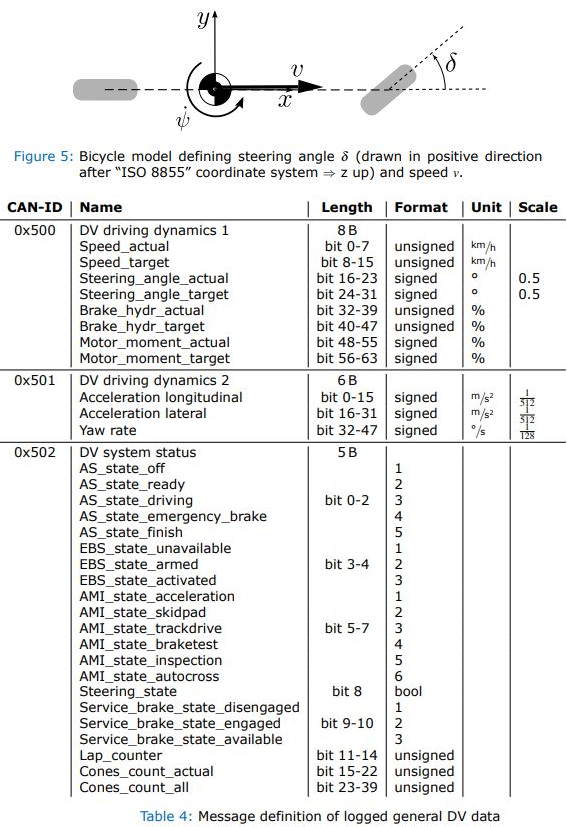 y
v
δ
x
ψ̇
Figure 5: Bicycle model defining steering angle δ (drawn in positive direction
after “ISO 8855” coordinate system ⇒ z up) and speed v.
CAN-ID Name Length Format Unit Scale
0x500 DV driving dynamics 1 8 B
Speed_actual bit 0-7 unsigned km/h
Speed_target bit 8-15 unsigned km/h
Steering_angle_actual bit 16-23 signed ° 0.5
Steering_angle_target bit 24-31 signed ° 0.5
Brake_hydr_actual bit 32-39 unsigned %
Brake_hydr_target bit 40-47 unsigned %
Motor_moment_actual bit 48-55 signed %
Motor_moment_target bit 56-63 signed %
0x501 DV driving dynamics 2 6 B
Acceleration longitudinal bit 0-15 signed m/s² 1/512
Acceleration lateral bit 16-31 signed m/s² 1/512
Yaw rate bit 32-47 signed °/s 1/128
0x502 DV system status 5 B
AS_state_off 1
AS_state_ready 2
AS_state_driving bit 0-2 3
AS_state_emergency_brake 4
AS_state_finish 5
EBS_state_unavailable 1
EBS_state_armed bit 3-4 2
EBS_state_activated 3
AMI_state_acceleration 1
AMI_state_skidpad 2
AMI_state_trackdrive bit 5-7 3
AMI_state_braketest 4
AMI_state_inspection 5
AMI_state_autocross 6
Steering_state bit 8 bool
Service_brake_state_disengaged 1
Service_brake_state_engaged bit 9-10 2
Service_brake_state_available 3
Lap_counter bit 11-14 unsigned
Cones_count_actual bit 15-22 unsigned
Cones_count_all bit 23-39 unsigned
Table 4: Message definition of logged general DV data